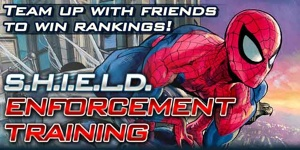 TEAM UP WITH FRIENDS
TO WIN RANKINGS!
S.H.I.E.L.D.
ENFORCEMENT
TRAINING